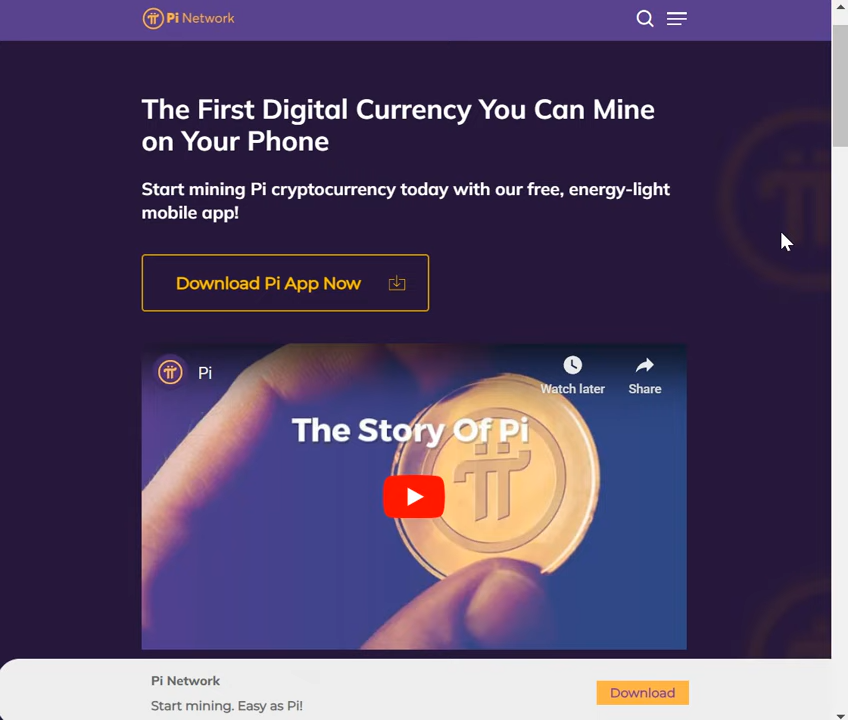 Pi Network
The First Digital Currency You Can Mine
on Your Phone
Start mining Pi cryptocurrency today with our free, energy-light
mobile app!
Download Pi App Now
Pi
Watch later
Share
The Story Of Pi
Pi Network
Start mining. Easy as Pi!
Download